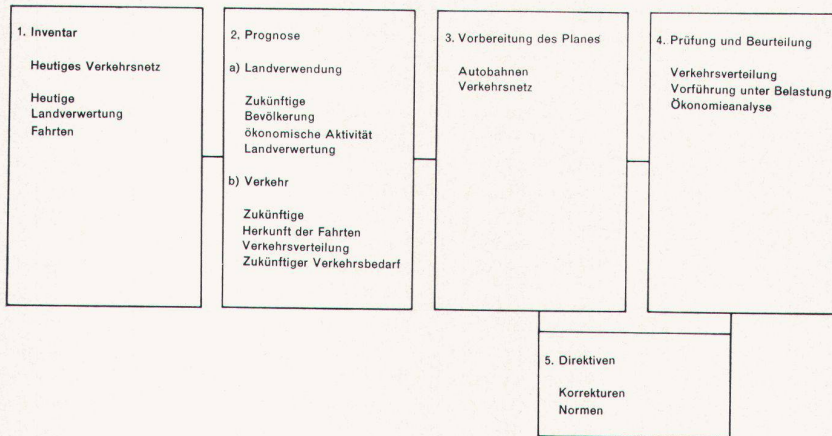 1. Inventar
Heutiges Verkehrsnetz
Heutige
Landverwertung
Fahrten
2, Prognose
a) Landverwendung
Zukünftige
Bevölkerung
ökonomische Aktivität
Landverwertung
b) Verkehr
Zukünftige
Herkunft der Fahrten
Verkehrsverteilung
Zukünftiger Verkehrsbedarf
3. Vorbereitung des Planes
Autobahnen
Verkehrsnetz
4. Prüfung und Beurteilung
Verkehrsverteilung
Vorführung unter Belastung
Ökonomieanalyse
5. Direktiven
Korrekturen
Normen